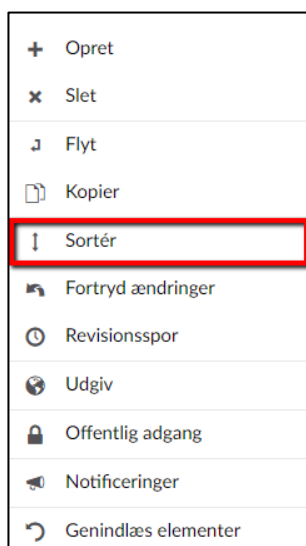 Opret
Slet
Flyt
Kopier
Sortér
Fortryd ændringer
Revisionsspor
Udgiv
Offentlig adgang
Notificeringer
Genindlæs elementer